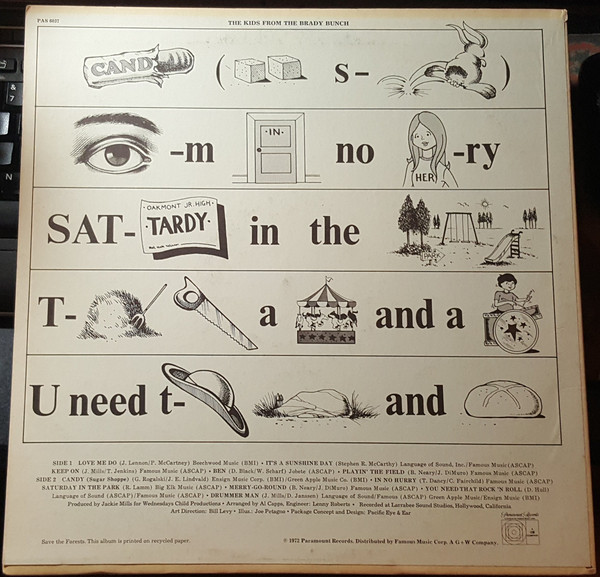 PAS 6037
THE KIDS FROM THE BRADY BUNCH
CAND
( s- )
-m IN no HER -ry
SAT- OAKMONT JR. HIGH TARDY in the
T- a and a
U need t- and
SIDE 1 LOVE ME DO (J. Lennon/P. McCartney) Beechwood Music (BMI) • IT'S A SUNSHINE DAY (Stephen R. McCarthy) Language of Sound, Inc./Famous Music (ASCAP)
KEEP ON (J. Mills/T. Jenkins) Famous Music (ASCAP) • BEN (D. Black/W. Scharf) Jobete (ASCAP) • PLAYIN' THE FIELD (B. Neary/J. DiMuro) Famous Music (ASCAP)
SIDE 2 CANDY (Sugar Shoppe) (G. Rogalski/J. E. Lindvald) Ensign Music Corp. (BMI)/Green Apple Music Co. (BMI) • IN NO HURRY (T. Dancy/C. Fairchild) Famous Music (ASCAP)
SATURDAY IN THE PARK (R. Lamm) Big Elk Music (ASCAP) • MERRY-GO-ROUND (B. Neary/J. DiMuro) Famous Music (ASCAP) • YOU NEED THAT ROCK 'N ROLL (D. Hull)
Language of Sound (ASCAP)/Famous Music (ASCAP) • DRUMMER MAN (J. Mills/D. Janssen) Language of Sound/Famous (ASCAP) Green Apple Music/Ensign Music (BMI)
Produced by Jackie Mills for Wednesdays Child Productions • Arranged by Al Capps, Engineer Lenny Roberts • Recorded at Larrabee Sound Studios, Hollywood, California
Art Direction: Bill Levy • Illus: Joe Petagno • Package Concept and Design: Pacific Eye & Ear
Save the Forests. This album is printed on recycled paper.
© 1972 Paramount Records, Distributed by Famous Music Corp. A G+W Company.